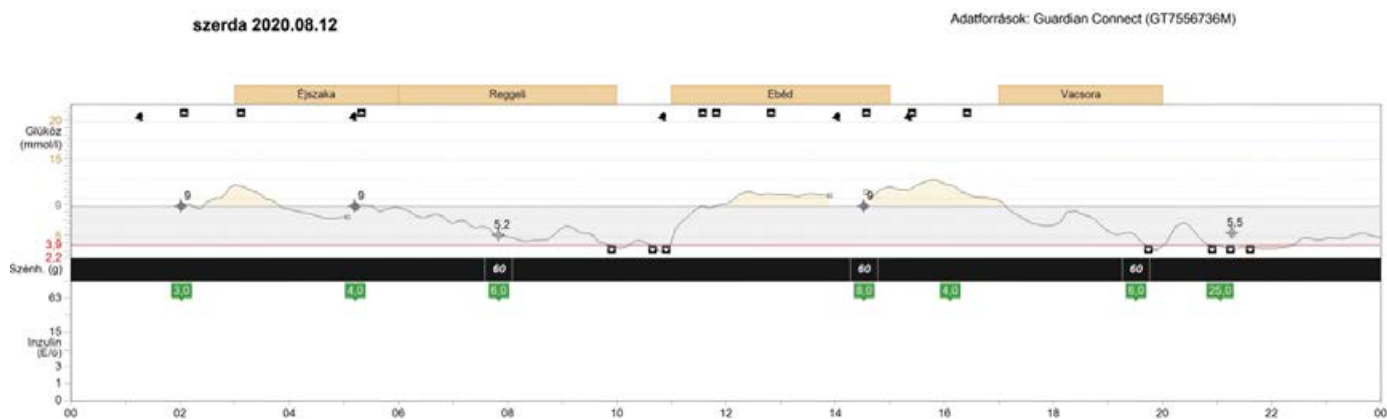 szerda 2020.08.12
Adatforrások: Guardian Connect (GT7556736M)
Éjszaka Reggeli Ebéd Vacsora
20
Glükóz
(mmol/l)
15
9 9 9
9
5,2 5,5
5
3,9
2,2
Szénh. (g) 60 60 60
3,0 4,0 6,0 8,0 4,0 6,0 25,0
63
15
Inzulin
(E/ó)
3
1
0
00 02 04 06 08 10 12 14 16 18 20 22 00